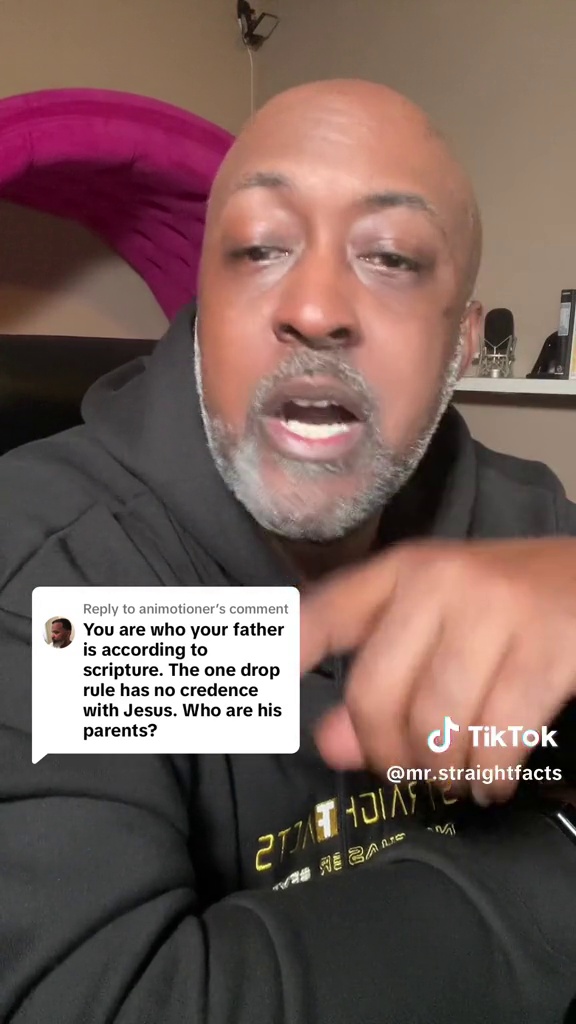 Reply to animotioner's comment
You are who your father
is according to
scripture. The one drop
rule has no credence
with Jesus. Who are his
parents?
TikTok
@mr.straightfacts
STRAIGHT FACTS